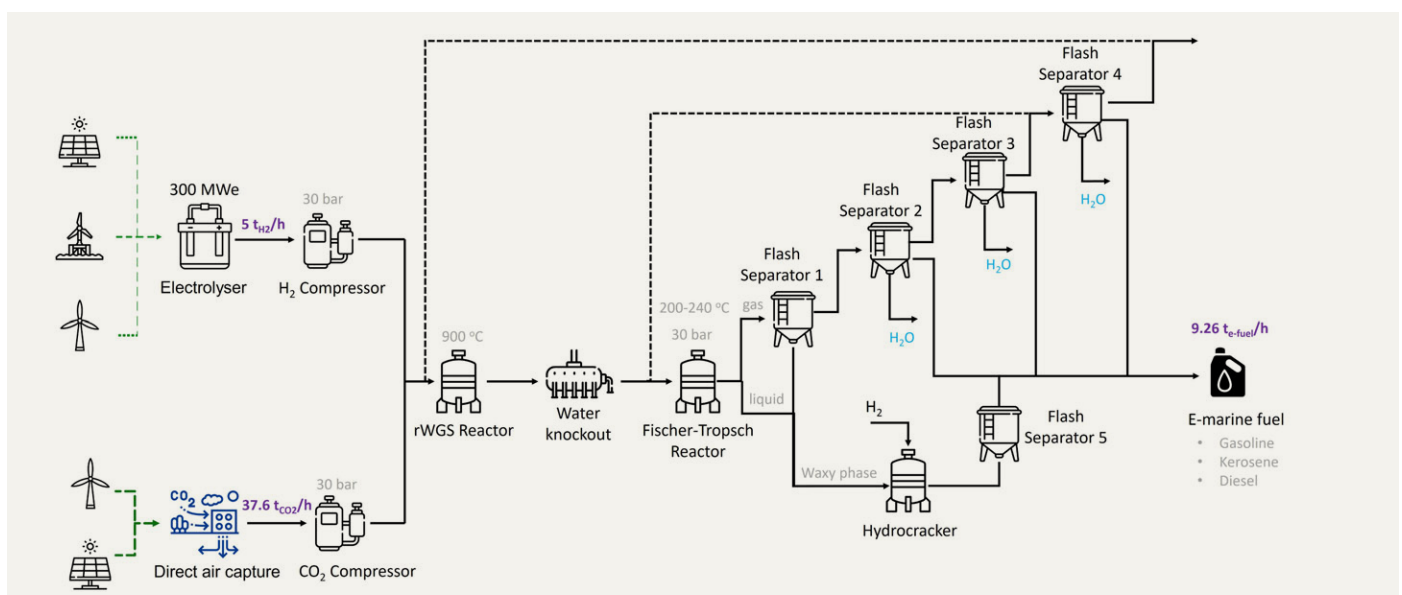 Flash
Separator 4
Flash
Separator 3
H₂O
300 MWe
30 bar
Flash
Separator 2
5 tH2/h
H₂O
Electrolyser
H₂ Compressor
Flash
Separator 1
200-240 ºC
gas
30 bar
900 ºC
H₂O
9.26 te-fuel/h
rWGS Reactor
Water
knockout
Fischer-Tropsch
Reactor
liquid
H₂
Flash
Separator 5
E-marine fuel
• Gasoline
• Kerosene
• Diesel
Waxy phase
Hydrocracker
30 bar
CO₂
37.6 tCO2/h
Direct air capture
CO₂ Compressor